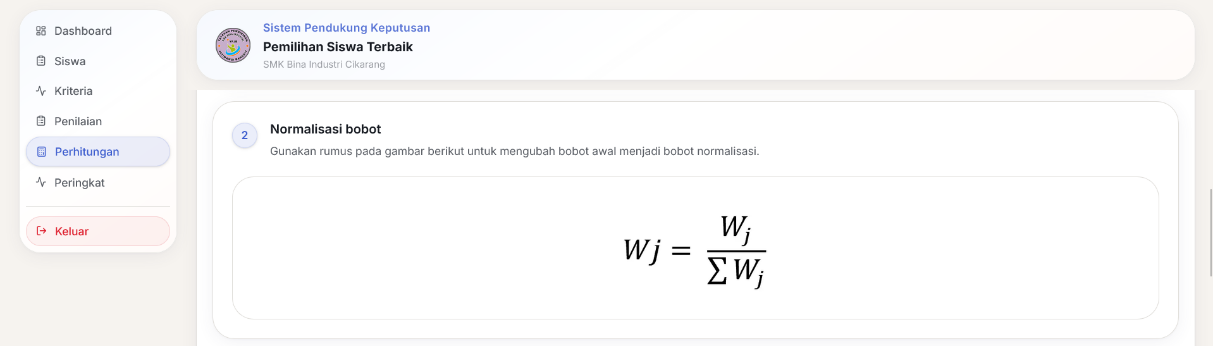 Dashboard
Siswa
Kriteria
Penilaian
Perhitungan
Peringkat
Keluar
Sistem Pendukung Keputusan
Pemilihan Siswa Terbaik
SMK Bina Industri Cikarang
2
Normalisasi bobot
Gunakan rumus pada gambar berikut untuk mengubah bobot awal menjadi bobot normalisasi.
Wj = W_j / ∑ W_j